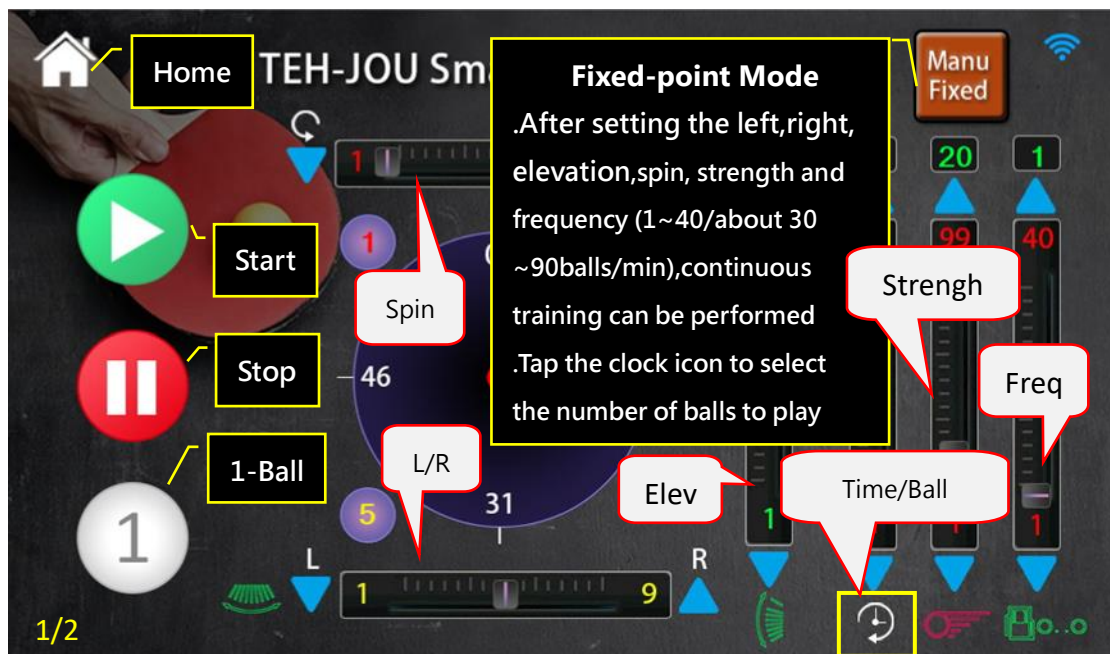 Home
TEH-JOU Sm
Fixed-point Mode
.After setting the left,right,
elevation,spin, strength and
frequency (1~40/about 30
~90balls/min),continuous
training can be performed
.Tap the clock icon to select
the number of balls to play
Manu
Fixed
1
20
1
1
99
40
Start
Spin
Strengh
Stop
46
Freq
1-Ball
L/R
Elev
Time/Ball
5
31
1
1
1
1
L
R
1
9
1/2